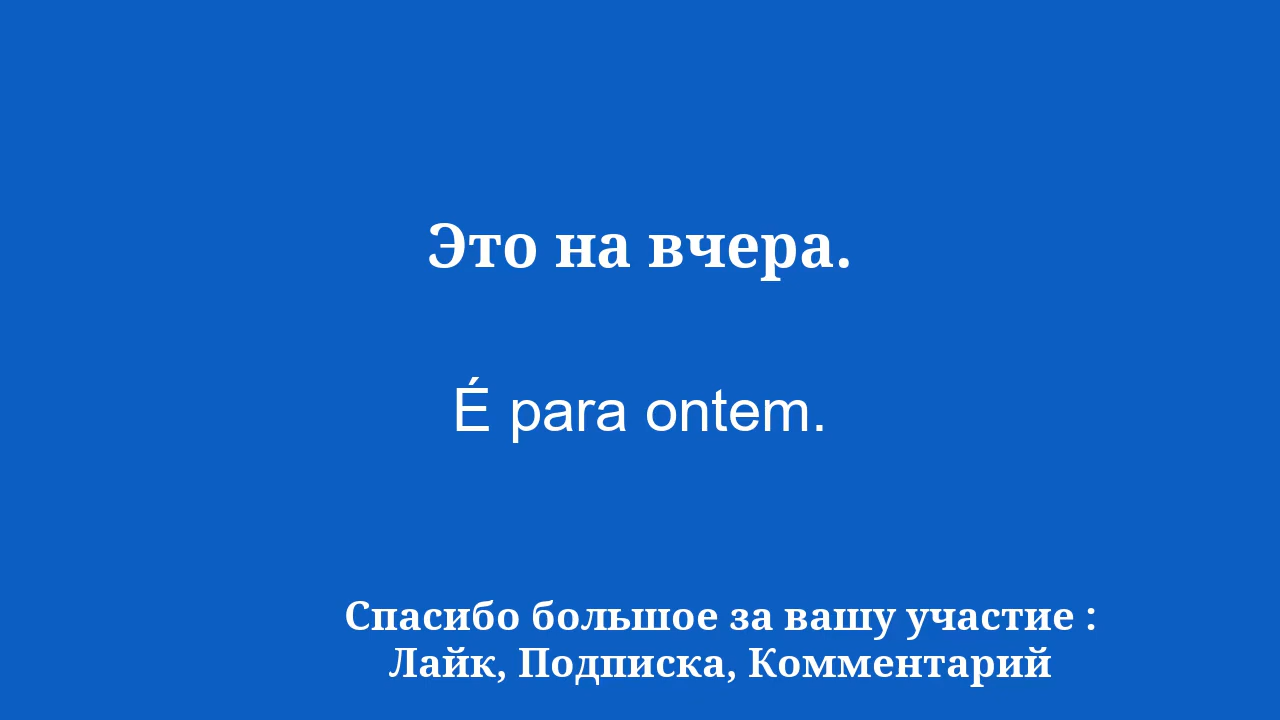 Это на вчера.
É para ontem.
Спасибо большое за вашу участие :
Лайк, Подписка, Комментарий